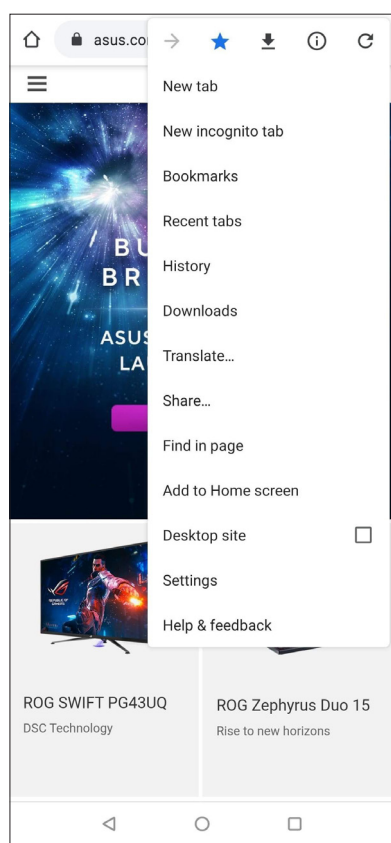 asus.co
New tab
New incognito tab
Bookmarks
Recent tabs
History
Downloads
Translate...
Share...
Find in page
Add to Home screen
Desktop site
Settings
Help & feedback
B U
B R
ASUS
LA
ROG SWIFT PG43UQ
DSC Technology
ROG Zephyrus Duo 15
Rise to new horizons